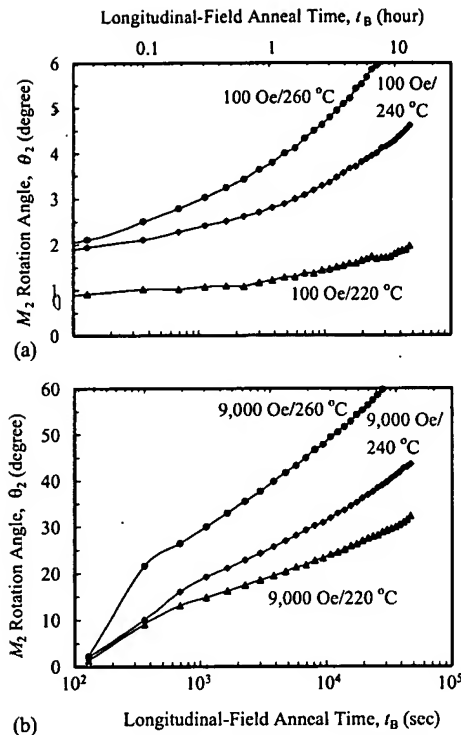 Longitudinal-Field Anneal Time, t_B (hour)
0.1 1 10
6
5
4
3
2
1
0
0
M₂ Rotation Angle, θ₂ (degree)
100 Oe/260 °C
100 Oe/
240 °C
100 Oe/220 °C
(a)
60
50
40
30
20
10
0
M₂ Rotation Angle, θ₂ (degree)
9,000 Oe/260 °C
9,000 Oe/
240 °C
9,000 Oe/220 °C
10² 10³ 10⁴ 10⁵
(b)
Longitudinal-Field Anneal Time, t_B (sec)